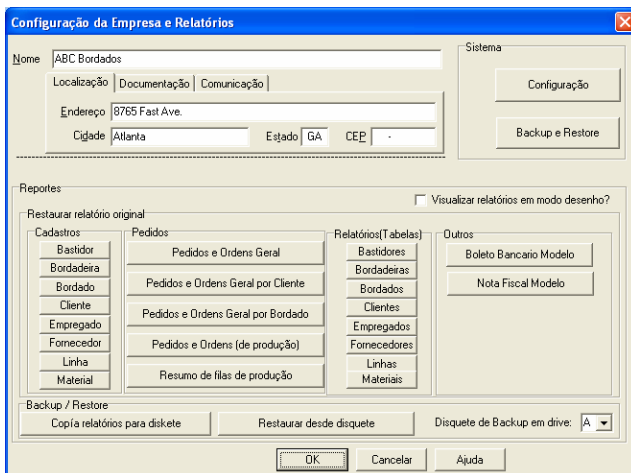 Configuração da Empresa e Relatórios
Nome ABC Bordados
Localização Documentação Comunicação
Endereço 8765 Fast Ave.
Cidade Atlanta Estado GA CEP -
Sistema
Configuração
Backup e Restore
Reportes
Visualizar relatórios em modo desenho?
Restaurar relatório original
Cadastros
Bastidor
Bordadeira
Bordado
Cliente
Empregado
Fornecedor
Linha
Material
Pedidos
Pedidos e Ordens Geral
Pedidos e Ordens Geral por Cliente
Pedidos e Ordens Geral por Bordado
Pedidos e Ordens (de produção)
Resumo de filas de produção
Relatórios(Tabelas)
Bastidores
Bordadeiras
Bordados
Clientes
Empregados
Fornecedores
Linhas
Materiais
Outros
Boleto Bancario Modelo
Nota Fiscal Modelo
Backup / Restore
Copía relatórios para diskete Restaurar desde disquete Disquete de Backup em drive: A
OK Cancelar Ajuda